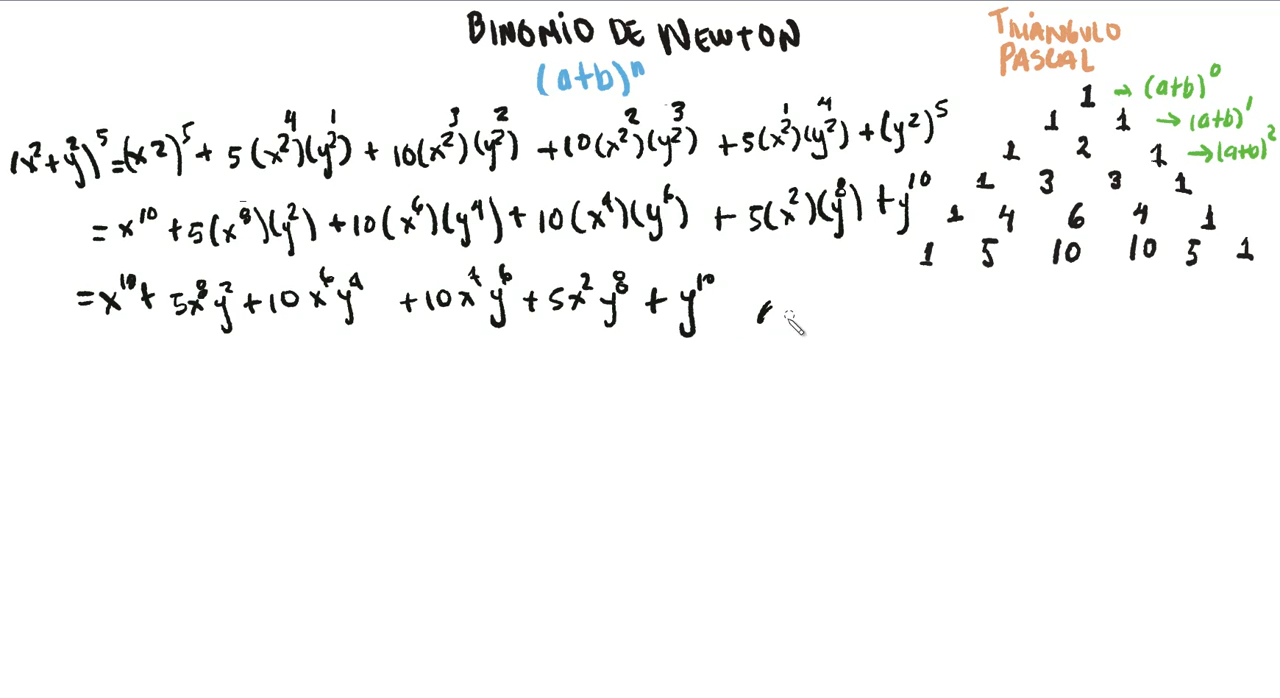 BINOMIO DE NEWTON
(a+b)ⁿ
(x²+y²)⁵=(x2)⁵ + 5(x²)⁴(y²)¹ + 10(x²)³(y²)² +10(x²)²(y²)³ +5(x²)¹(y²)⁴ +(y²)⁵
= x¹⁰ +5(x⁸)(y²) +10(x⁶)(y⁴)+10(x⁴)(y⁶) + 5(x²)(y⁸) + y¹⁰
=x¹⁰+ 5x⁸y²+10x⁶y⁴ +10x⁴y⁶+5x²y⁸ + y¹⁰
TRIÁNGULO
PASCAL
1 → (a+b)⁰
1 1 → (a+b)¹
1 2 1 → (a+b)²
1 3 3 1
1 4 6 4 1
1 5 10 10 5 1